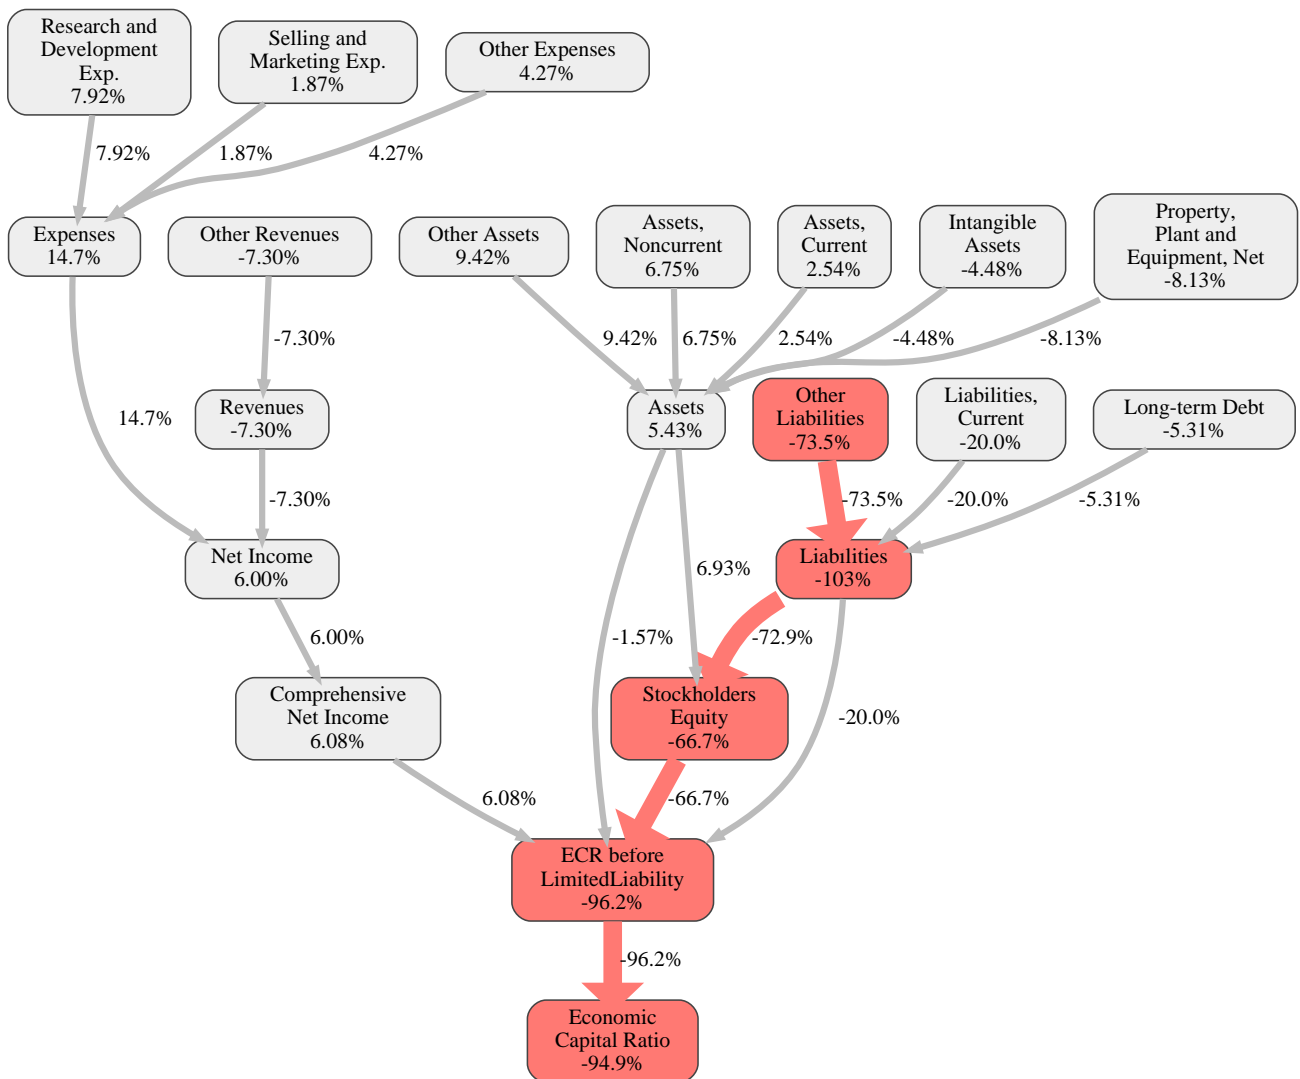 Research and
Development
Exp.
7.92%
Selling and
Marketing Exp.
1.87%
Other Expenses
4.27%
7.92%
1.87%
4.27%
Expenses
14.7%
Other Revenues
-7.30%
Other Assets
9.42%
Assets,
Noncurrent
6.75%
Assets,
Current
2.54%
Intangible
Assets
-4.48%
Property,
Plant and
Equipment, Net
-8.13%
-7.30%
9.42%
6.75%
2.54%
-4.48%
-8.13%
14.7%
Revenues
-7.30%
Assets
5.43%
Other
Liabilities
-73.5%
Liabilities,
Current
-20.0%
Long-term Debt
-5.31%
-7.30%
-73.5%
-20.0%
-5.31%
Net Income
6.00%
6.93%
Liabilities
-103%
6.00%
-1.57%
-72.9%
Comprehensive
Net Income
6.08%
Stockholders
Equity
-66.7%
-20.0%
6.08%
-66.7%
ECR before
LimitedLiability
-96.2%
-96.2%
Economic
Capital Ratio
-94.9%